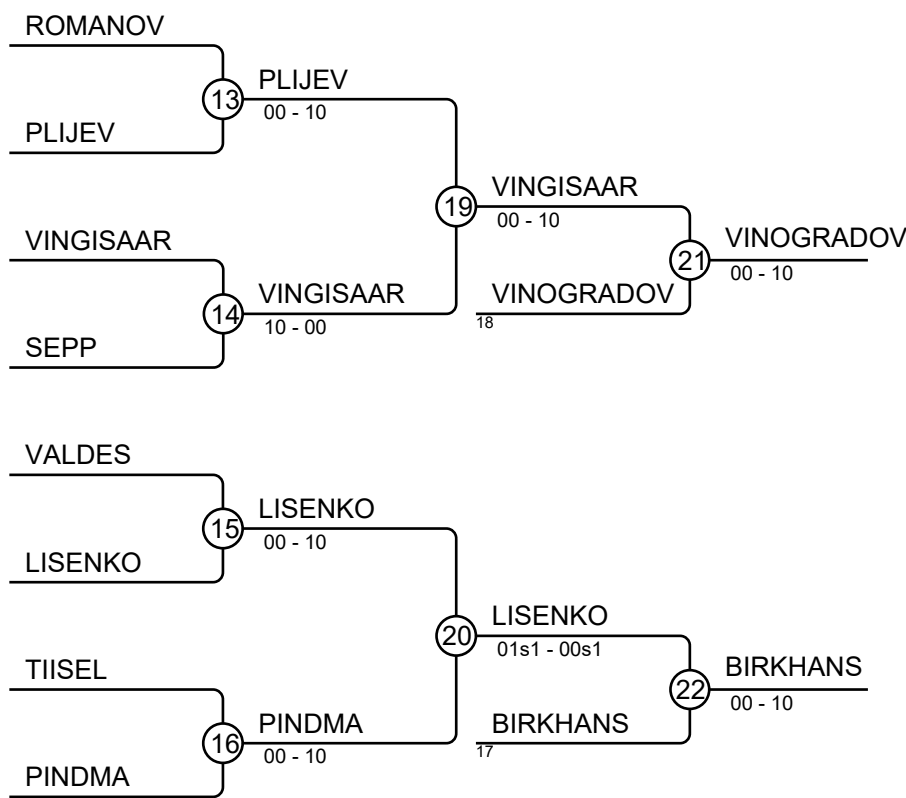 ROMANOV
13
PLIJEV
00 - 10
PLIJEV
19
VINGISAAR
00 - 10
VINGISAAR
14
VINGISAAR
10 - 00
SEPP
21
VINOGRADOV
00 - 10
VINOGRADOV
18
VALDES
15
LISENKO
00 - 10
LISENKO
20
LISENKO
01s1 - 00s1
TIISEL
16
PINDMA
00 - 10
PINDMA
22
BIRKHANS
00 - 10
BIRKHANS
17